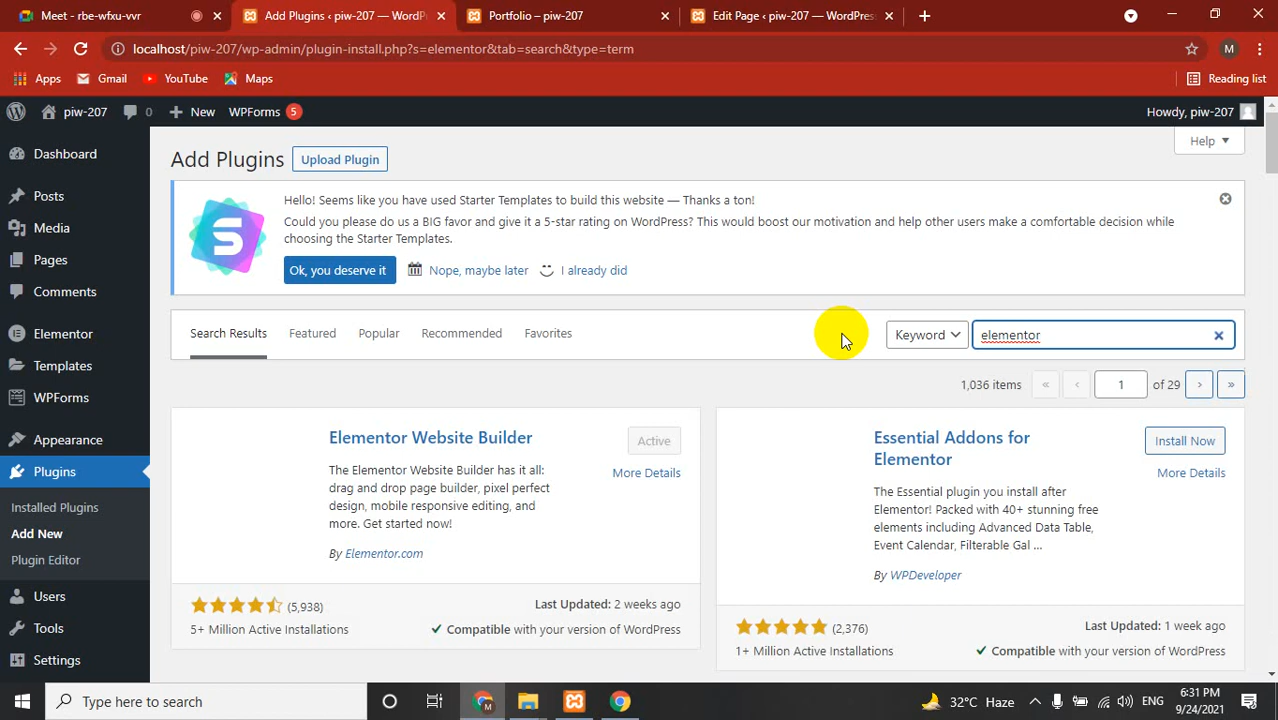 Meet - rbe-wfxu-vvr
Add Plugins ‹ piw-207 — WordPr
Portfolio – piw-207
Edit Page ‹ piw-207 — WordPress
localhost/piw-207/wp-admin/plugin-install.php?s=elementor&tab=search&type=term
M
Apps
Gmail
YouTube
Maps
Reading list
piw-207
0
New
WPForms
5
Howdy, piw-207
Dashboard
Posts
Media
Pages
Comments
Elementor
Templates
WPForms
Appearance
Plugins
Installed Plugins
Add New
Plugin Editor
Users
Tools
Settings
Help
Add Plugins
Upload Plugin
Hello! Seems like you have used Starter Templates to build this website — Thanks a ton!
Could you please do us a BIG favor and give it a 5-star rating on WordPress? This would boost our motivation and help other users make a comfortable decision while
choosing the Starter Templates.
Ok, you deserve it
Nope, maybe later
I already did
Search Results
Featured
Popular
Recommended
Favorites
Keyword
elementor
1,036 items
«
‹
1
of 29
›
»
Elementor Website Builder
Active
More Details
The Elementor Website Builder has it all:
drag and drop page builder, pixel perfect
design, mobile responsive editing, and
more. Get started now!
By Elementor.com
(5,938)
5+ Million Active Installations
Last Updated: 2 weeks ago
Compatible with your version of WordPress
Essential Addons for
Elementor
Install Now
More Details
The Essential plugin you install after
Elementor! Packed with 40+ stunning free
elements including Advanced Data Table,
Event Calendar, Filterable Gal ...
By WPDeveloper
(2,376)
1+ Million Active Installations
Last Updated: 1 week ago
Compatible with your version of WordPress
Type here to search
M
32°C Haze
ENG
6:31 PM
9/24/2021